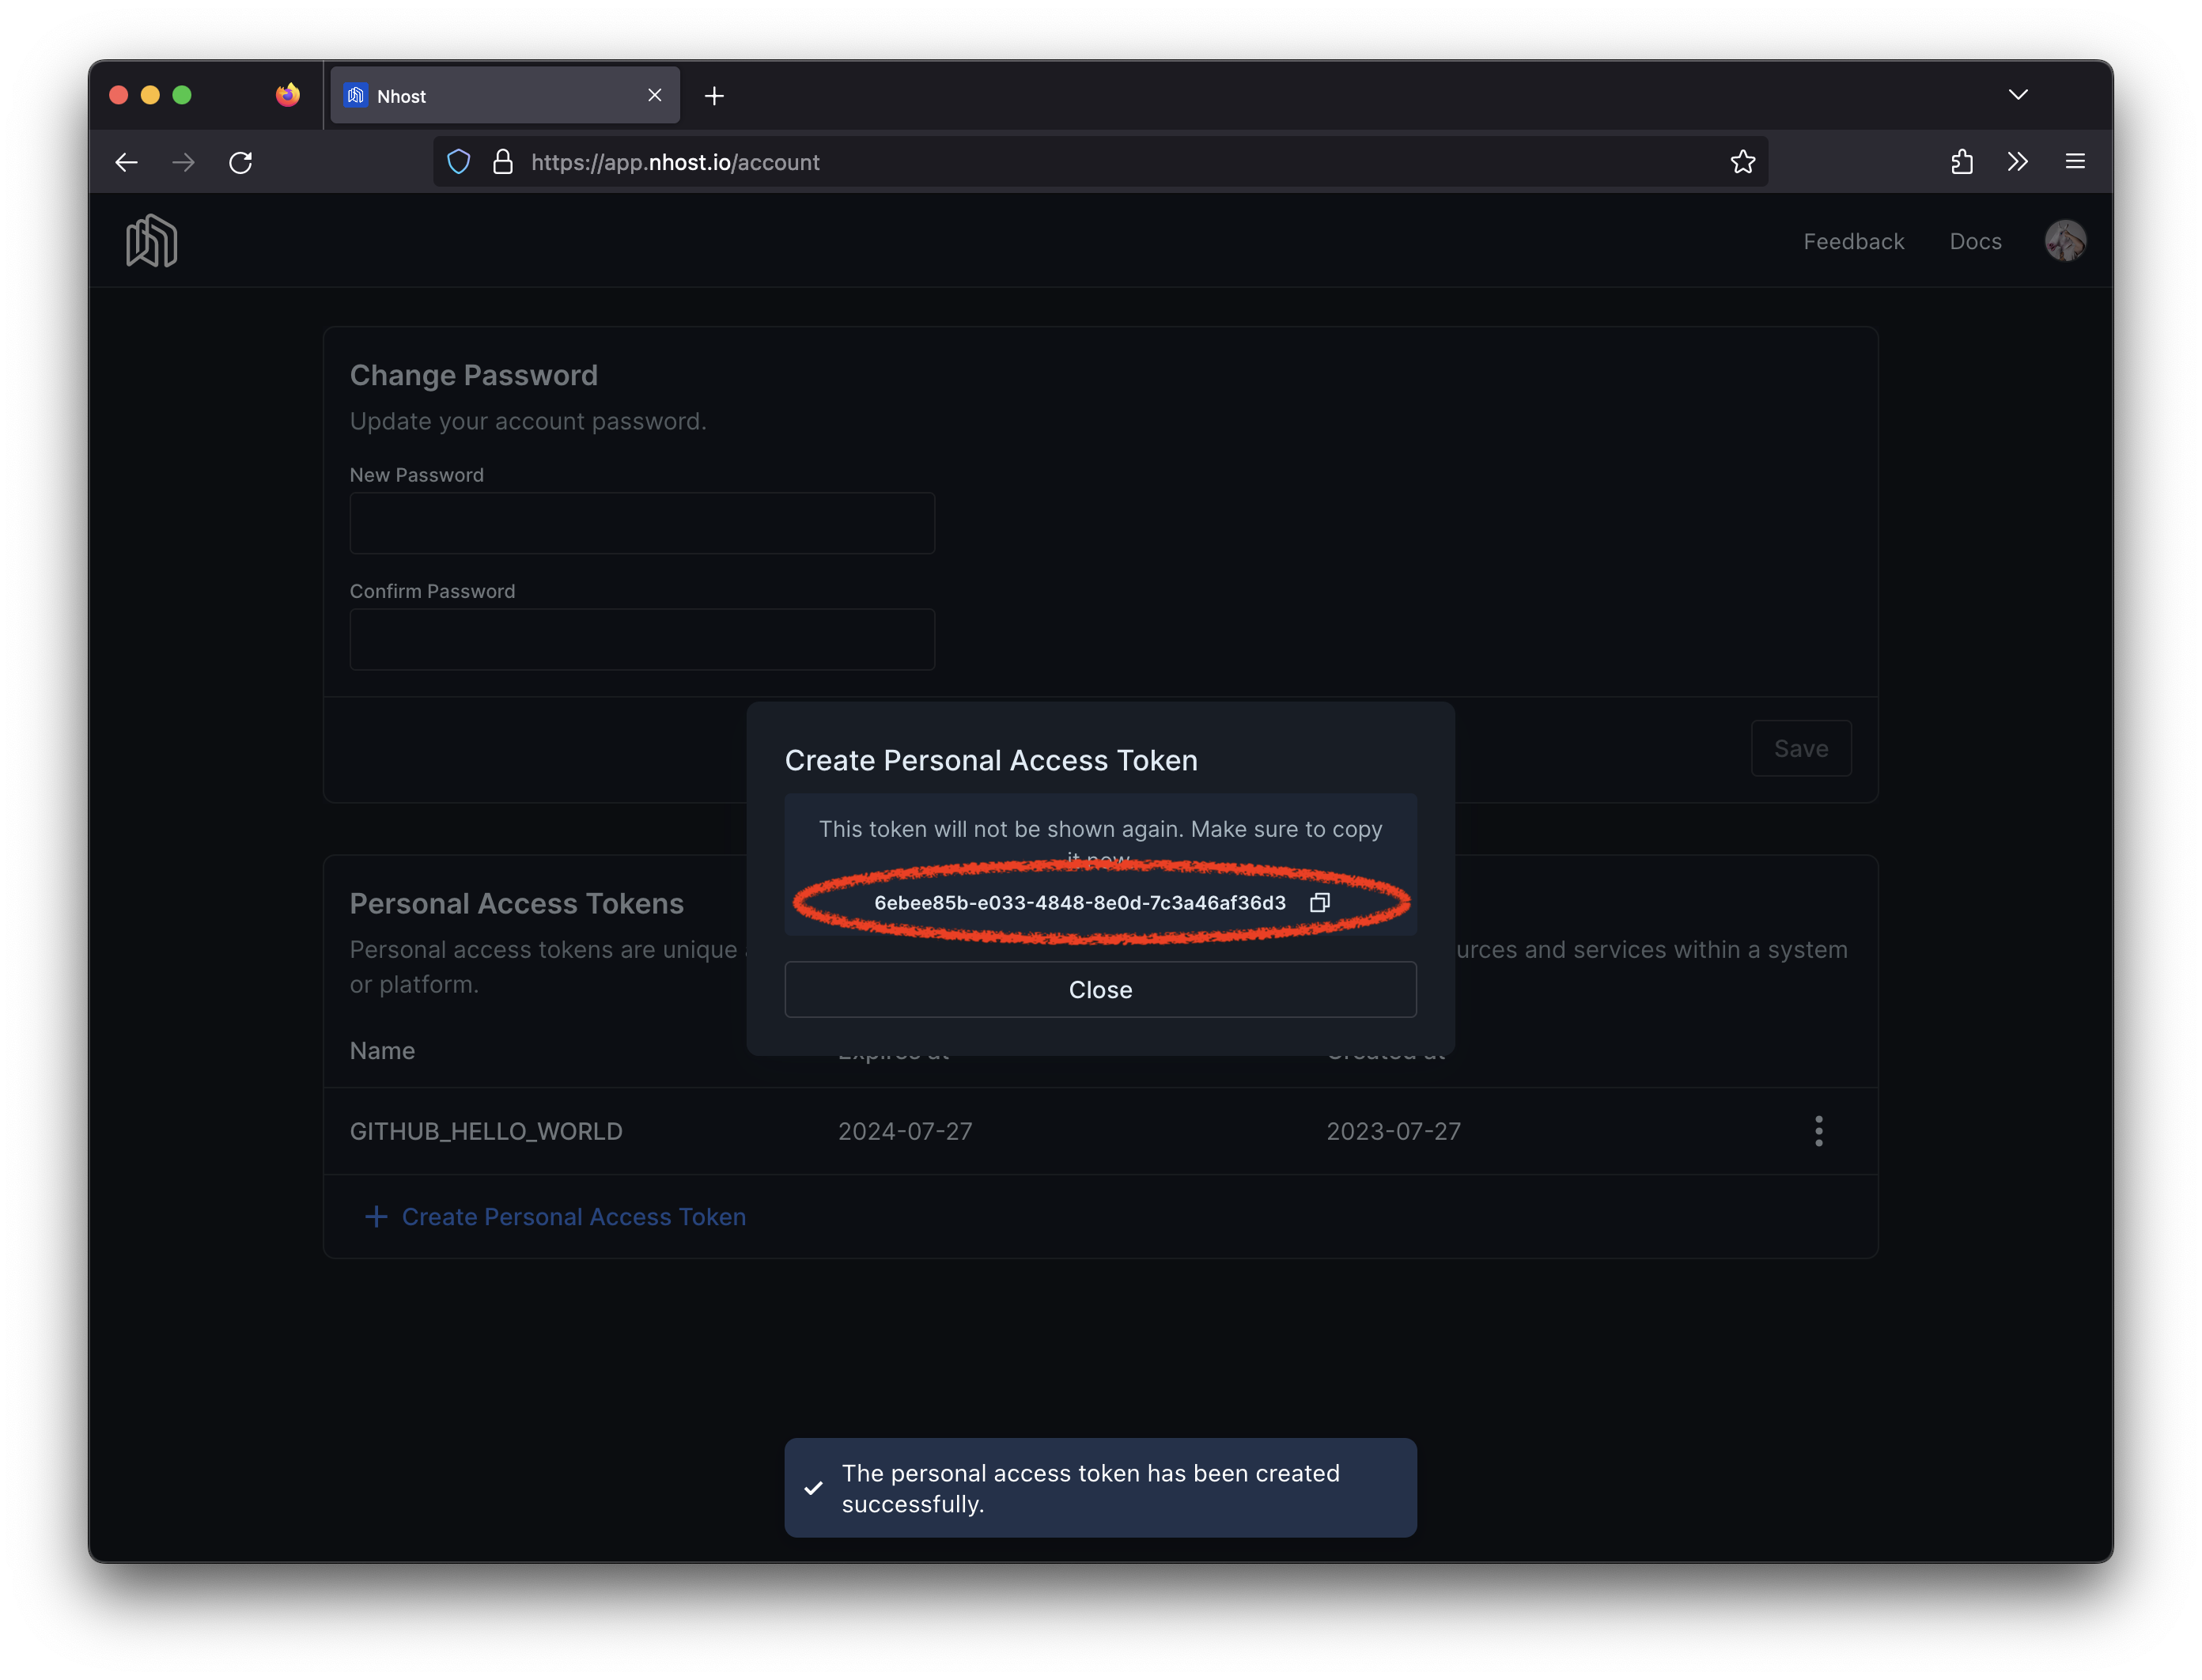 Nhost
https://app.nhost.io/account
Feedback
Docs
Change Password
Update your account password.
New Password
Confirm Password
Save
Create Personal Access Token
This token will not be shown again. Make sure to copy
it now.
6ebee85b-e033-4848-8e0d-7c3a46af36d3
Close
Personal Access Tokens
Personal access tokens are unique
urces and services within a system
or platform.
Name
Expires at
Created at
GITHUB_HELLO_WORLD
2024-07-27
2023-07-27
Create Personal Access Token
The personal access token has been created
successfully.